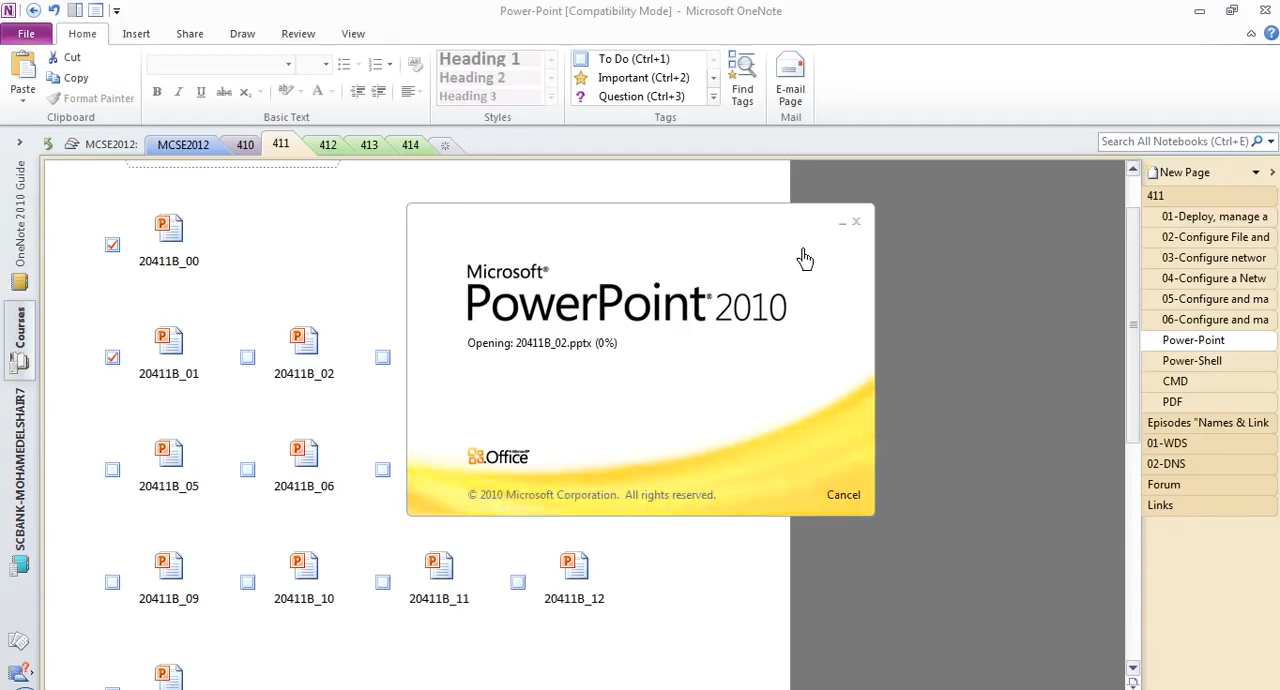 Power-Point [Compatibility Mode] - Microsoft OneNote
File Home Insert Share Draw Review View
Paste
Cut
Copy
Format Painter
Clipboard
B I U abc X₂ A
Basic Text
Heading 1
Heading 2
Heading 3
Styles
To Do (Ctrl+1)
Important (Ctrl+2)
Question (Ctrl+3)
Tags
Find
Tags
E-mail
Page
Mail
MCSE2012:
MCSE2012
410
411
412
413
414
Search All Notebooks (Ctrl+E)
OneNote 2010 Guide
Courses
SCBANK-MOHAMEDELSHAIR7
20411B_00
20411B_01
20411B_02
20411B_05
20411B_06
20411B_09
20411B_10
20411B_11
20411B_12
Microsoft®
PowerPoint® 2010
Opening: 20411B_02.pptx (0%)
Microsoft®
Office
© 2010 Microsoft Corporation. All rights reserved.
Cancel
New Page
411
01-Deploy, manage a
02-Configure File and
03-Configure networ
04-Configure a Netw
05-Configure and ma
06-Configure and ma
Power-Point
Power-Shell
CMD
PDF
Episodes "Names & Link
01-WDS
02-DNS
Forum
Links